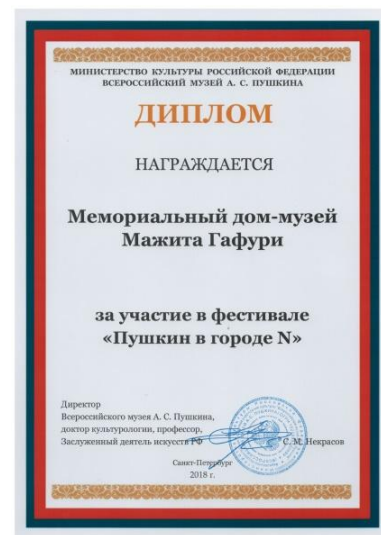 МИНИСТЕРСТВО КУЛЬТУРЫ РОССИЙСКОЙ ФЕДЕРАЦИИ
ВСЕРОССИЙСКИЙ МУЗЕЙ А. С. ПУШКИНА
ДИПЛОМ
НАГРАЖДАЕТСЯ
Мемориальный дом-музей
Мажита Гафури
за участие в фестивале
«Пушкин в городе N»
Директор
Всероссийского музея А. С. Пушкина,
доктор культурологии, профессор,
Заслуженный деятель искусств РФ С. М. Некрасов
Санкт-Петербург
2018 г.